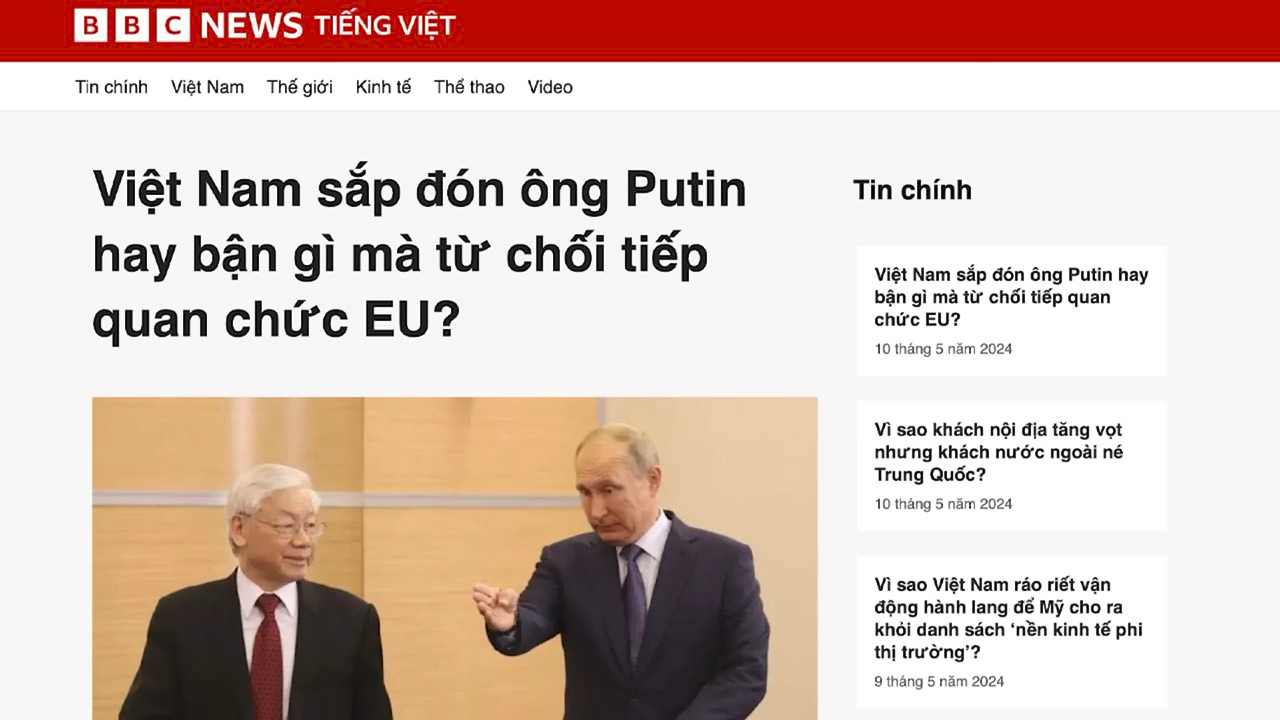 BBC NEWS TIẾNG VIỆT
Tin chính Việt Nam Thế giới Kinh tế Thể thao Video
Việt Nam sắp đón ông Putin
hay bận gì mà từ chối tiếp
quan chức EU?
Tin chính
Việt Nam sắp đón ông Putin hay
bận gì mà từ chối tiếp quan
chức EU?
10 tháng 5 năm 2024
Vì sao khách nội địa tăng vọt
nhưng khách nước ngoài né
Trung Quốc?
10 tháng 5 năm 2024
Vì sao Việt Nam ráo riết vận
động hành lang để Mỹ cho ra
khỏi danh sách ‘nền kinh tế phi
thị trường’?
9 tháng 5 năm 2024